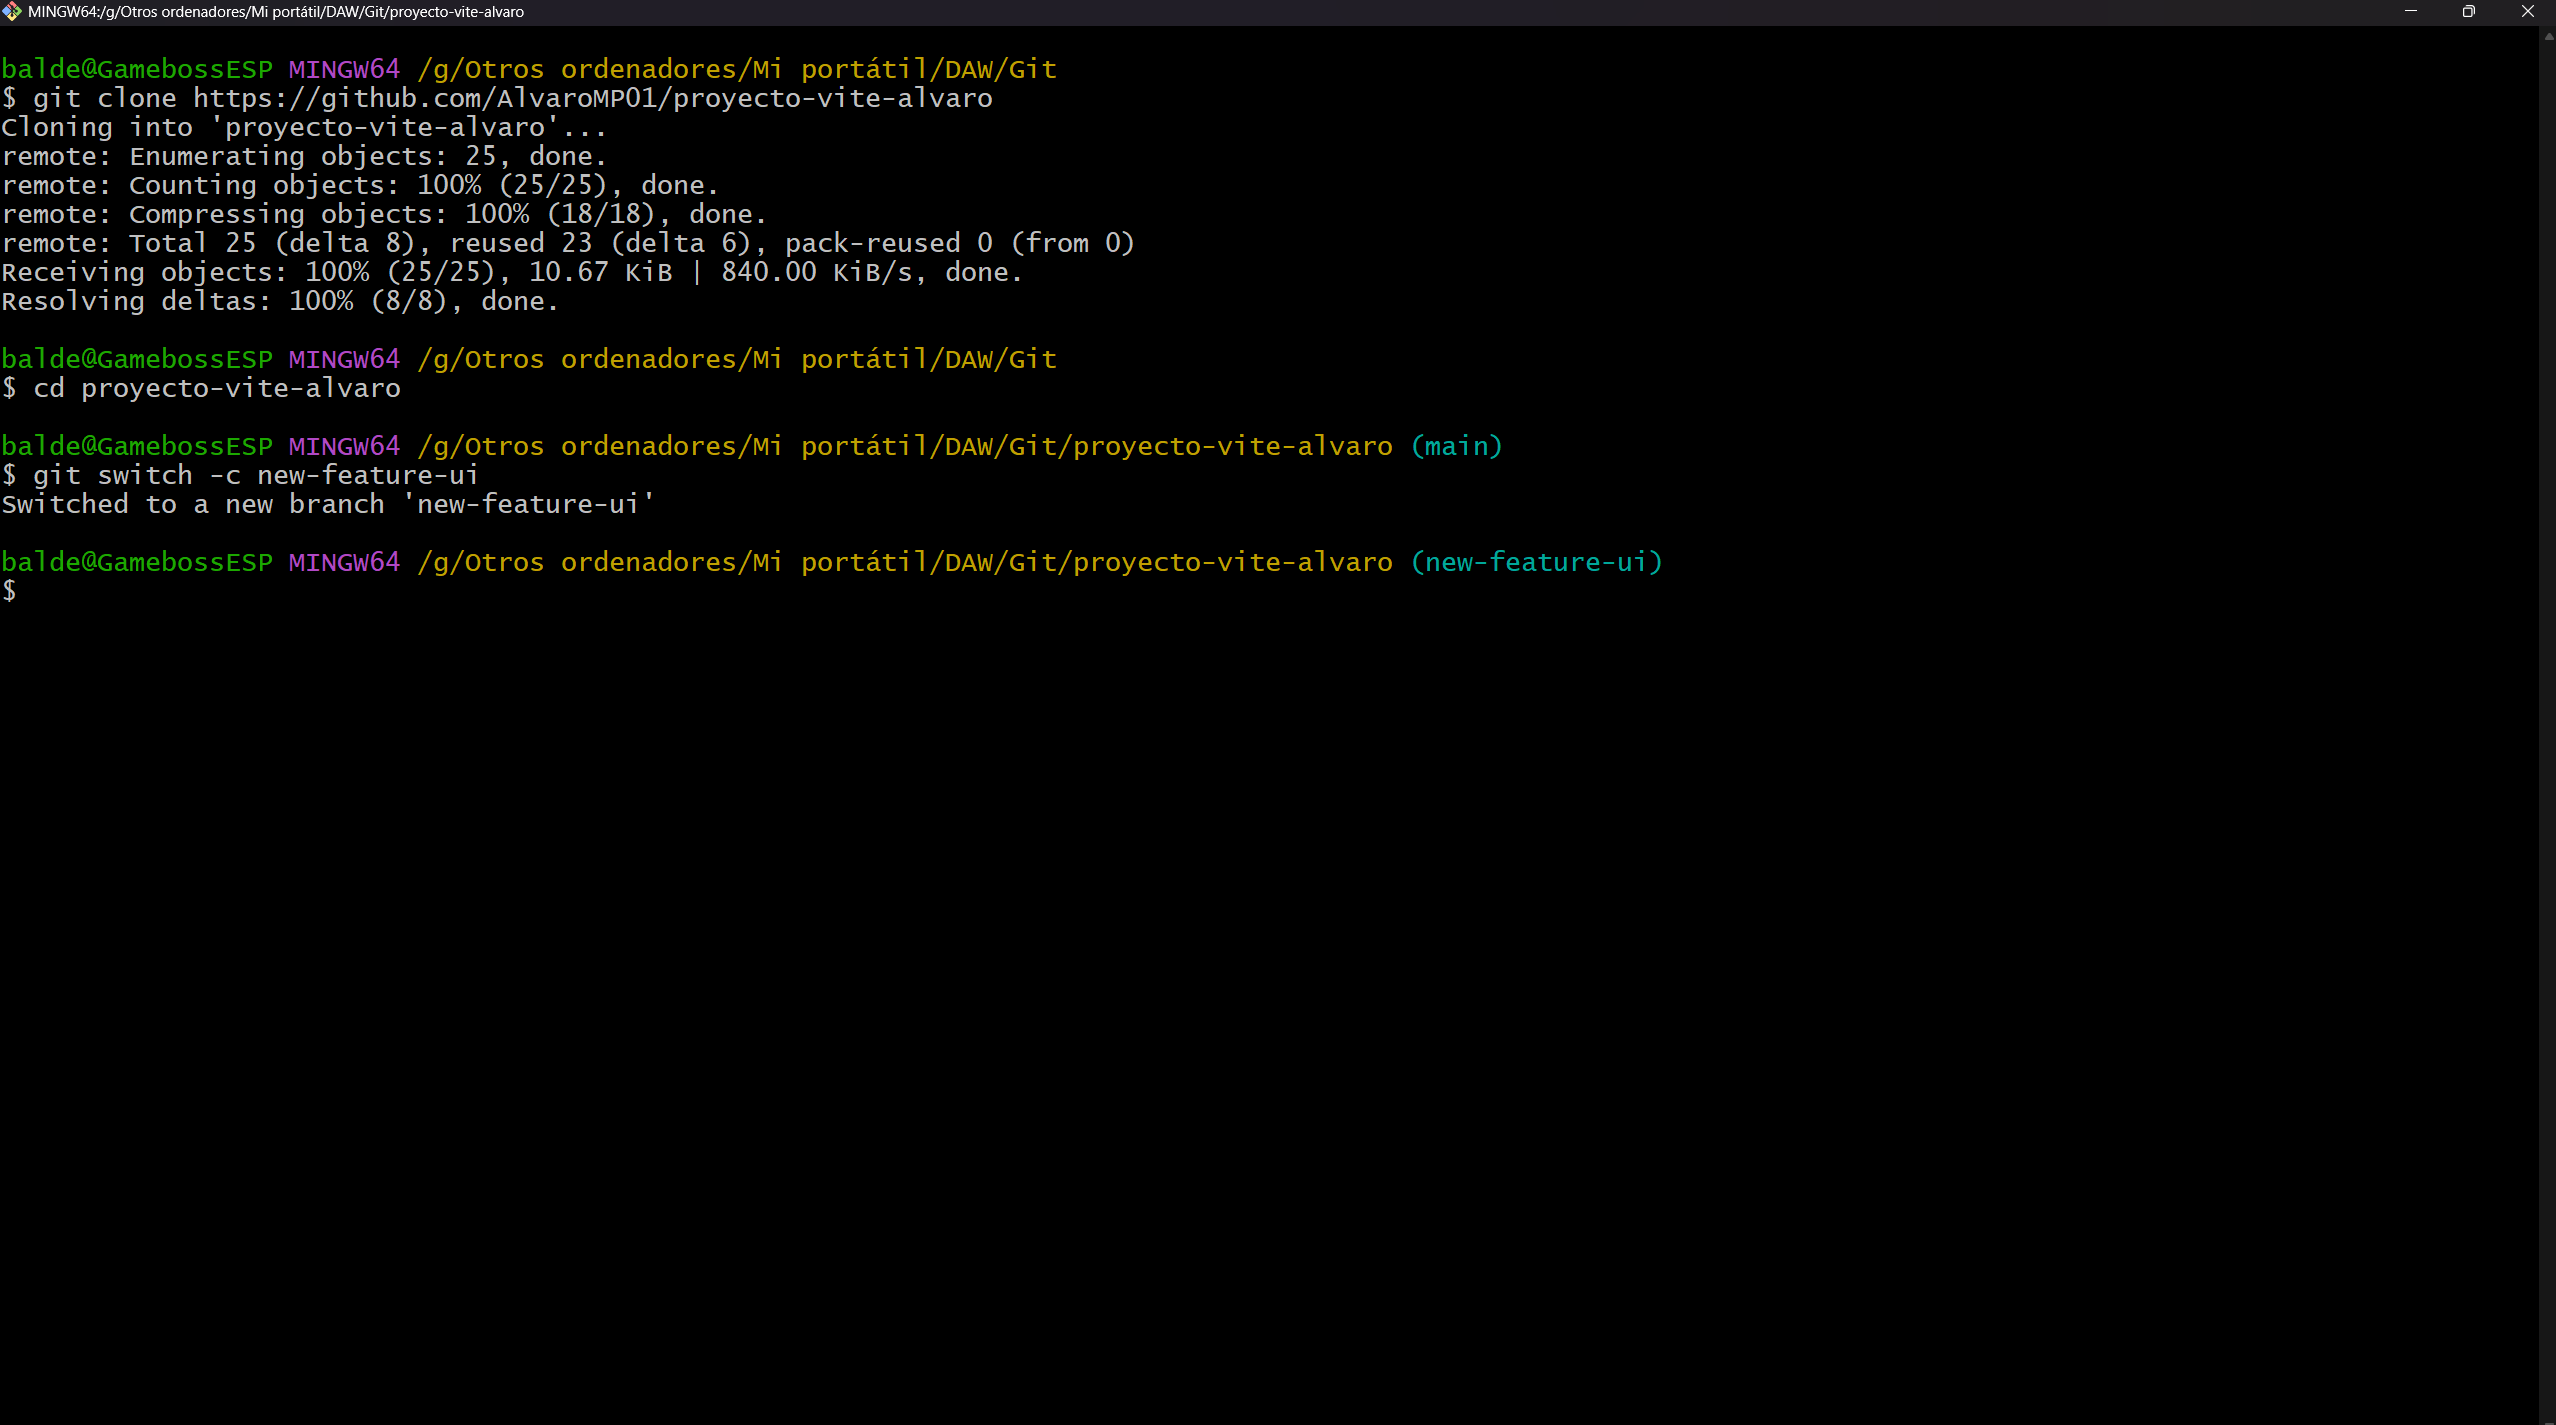 MINGW64:/g/Otros ordenadores/Mi portátil/DAW/Git/proyecto-vite-alvaro
balde@GamebossESP MINGW64 /g/Otros ordenadores/Mi portátil/DAW/Git
$ git clone https://github.com/AlvaroMP01/proyecto-vite-alvaro
Cloning into 'proyecto-vite-alvaro'...
remote: Enumerating objects: 25, done.
remote: Counting objects: 100% (25/25), done.
remote: Compressing objects: 100% (18/18), done.
remote: Total 25 (delta 8), reused 23 (delta 6), pack-reused 0 (from 0)
Receiving objects: 100% (25/25), 10.67 KiB | 840.00 KiB/s, done.
Resolving deltas: 100% (8/8), done.
balde@GamebossESP MINGW64 /g/Otros ordenadores/Mi portátil/DAW/Git
$ cd proyecto-vite-alvaro
balde@GamebossESP MINGW64 /g/Otros ordenadores/Mi portátil/DAW/Git/proyecto-vite-alvaro (main)
$ git switch -c new-feature-ui
Switched to a new branch 'new-feature-ui'
balde@GamebossESP MINGW64 /g/Otros ordenadores/Mi portátil/DAW/Git/proyecto-vite-alvaro (new-feature-ui)
$